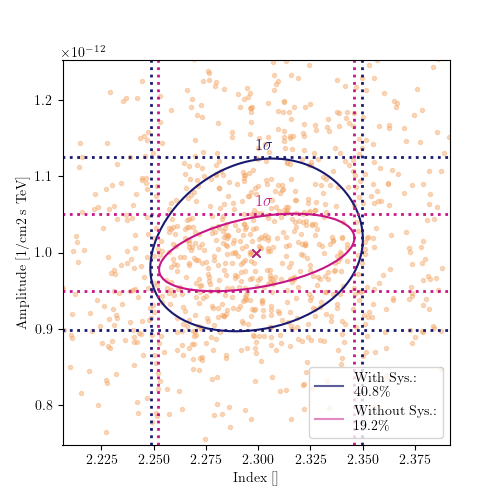 ×10⁻¹²
1.2
1.1
1.0
0.9
0.8
Amplitude [1/cm2 s TeV]
1σ
1σ
With Sys.:
40.8%
Without Sys.:
19.2%
2.225 2.250 2.275 2.300 2.325 2.350 2.375
Index []